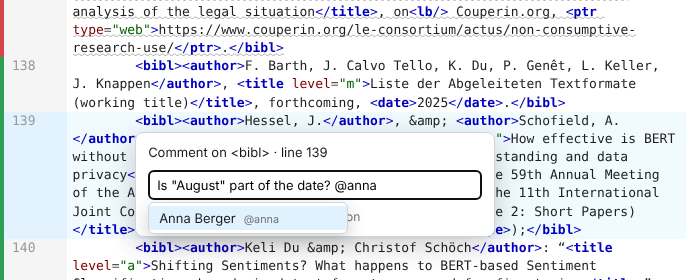 analysis of the legal situation</title>, on<lb/> Couperin.org, <ptr
type="web">https://www.couperin.org/le-consortium/actus/non-consumptive-
research-use/</ptr>.</bibl>
138 <bibl><author>F. Barth, J. Calvo Tello, K. Du, P. Genêt, L. Keller,
J. Knappen</author>, <title level="m">Liste der Abgeleiteten Textformate
(working title)</title>, forthcoming, <date>2025</date>.</bibl>
139 <bibl><author>Hessel, J.</author>, &amp; <author>Schofield, A.
</author ">How effective is BERT
without standing and data
privacy< e 59th Annual Meeting
of the A he 11th International
Joint Co e 2: Short Papers)
</title> >);</bibl>
Comment on <bibl> · line 139
Is "August" part of the date? @anna
Anna Berger @anna
on
140 <bibl><author>Keli Du &amp; Christof Schöch</author>: “<title
level="a">Shifting Sentiments? What happens to BERT-based Sentiment